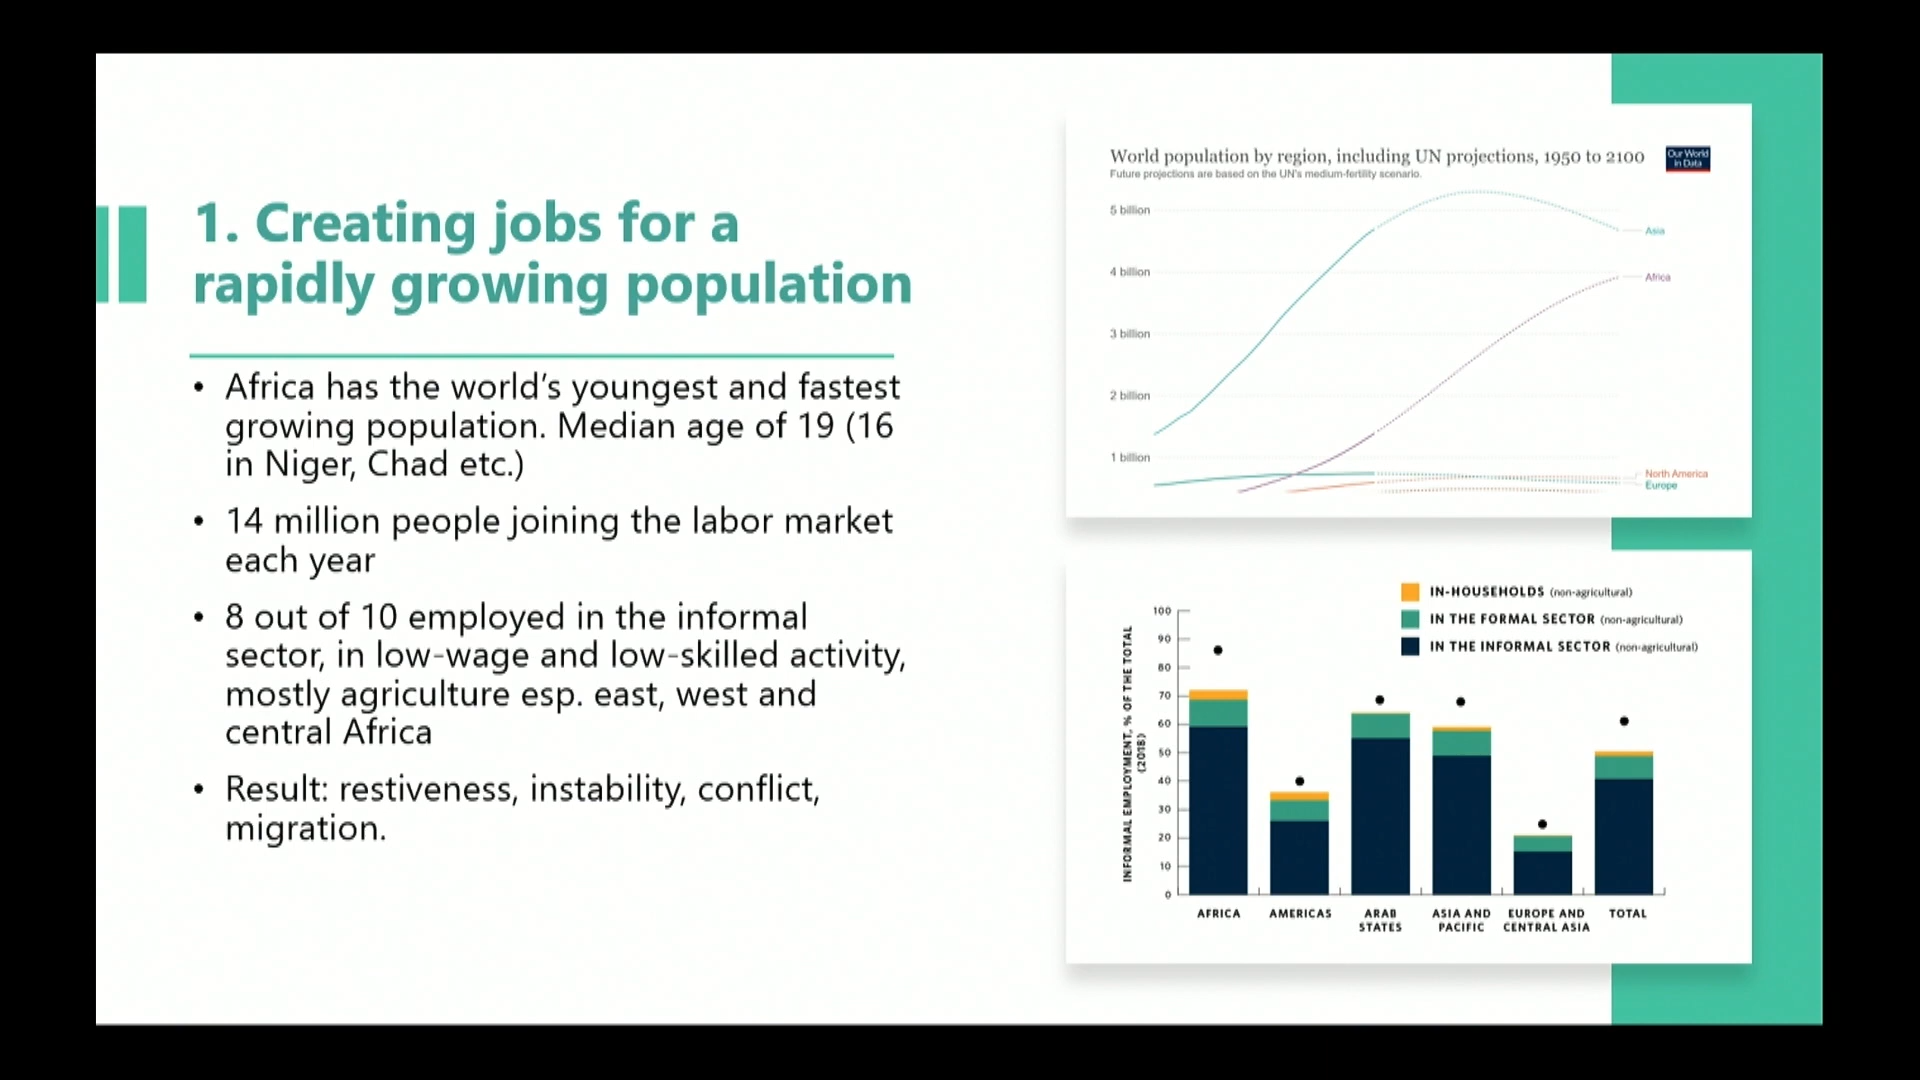 1. Creating jobs for a
rapidly growing population
• Africa has the world's youngest and fastest
growing population. Median age of 19 (16
in Niger, Chad etc.)
• 14 million people joining the labor market
each year
• 8 out of 10 employed in the informal
sector, in low-wage and low-skilled activity,
mostly agriculture esp. east, west and
central Africa
• Result: restiveness, instability, conflict,
migration.
World population by region, including UN projections, 1950 to 2100
Future projections are based on the UN's medium-fertility scenario.
Our World
in Data
5 billion
4 billion
3 billion
2 billion
1 billion
Asia
Africa
North America
Europe
IN-HOUSEHOLDS (non-agricultural)
IN THE FORMAL SECTOR (non-agricultural)
IN THE INFORMAL SECTOR (non-agricultural)
INFORMAL EMPLOYMENT, % OF THE TOTAL
(2018)
100
90
80
70
60
50
40
30
20
10
0
AFRICA
AMERICAS
ARAB
STATES
ASIA AND
PACIFIC
EUROPE AND
CENTRAL ASIA
TOTAL